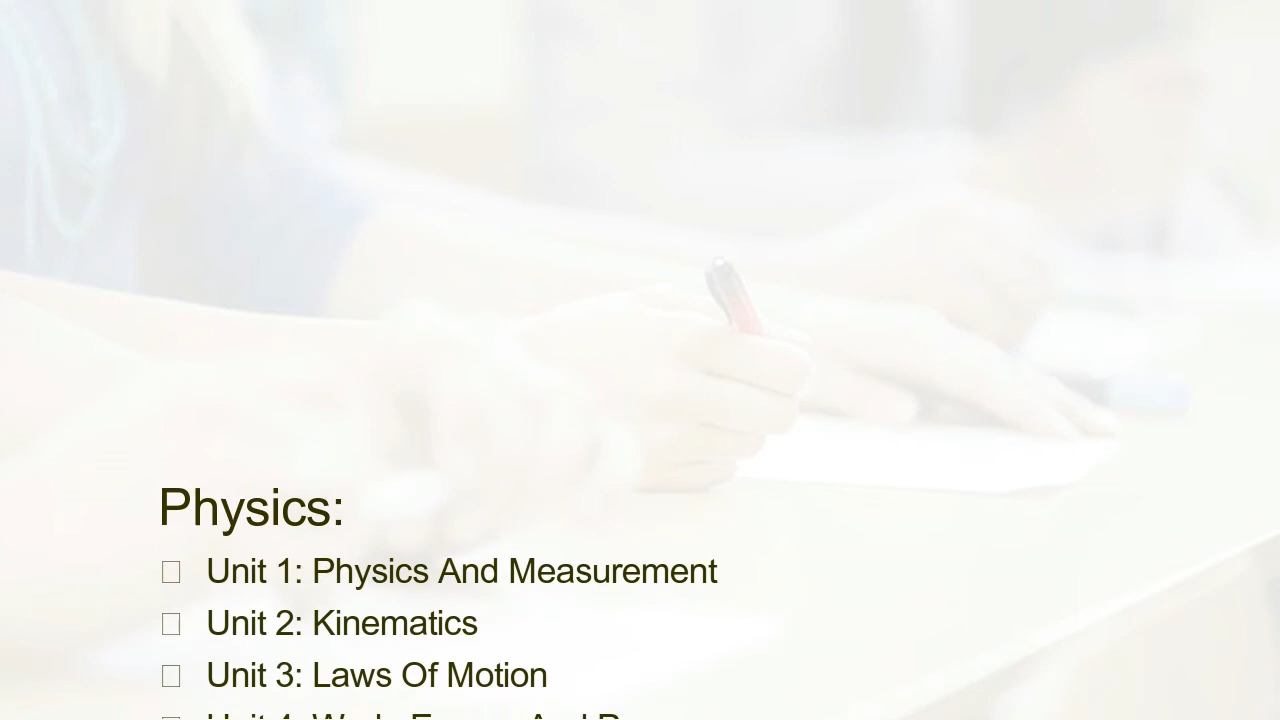 Physics:
Unit 1: Physics And Measurement
Unit 2: Kinematics
Unit 3: Laws Of Motion